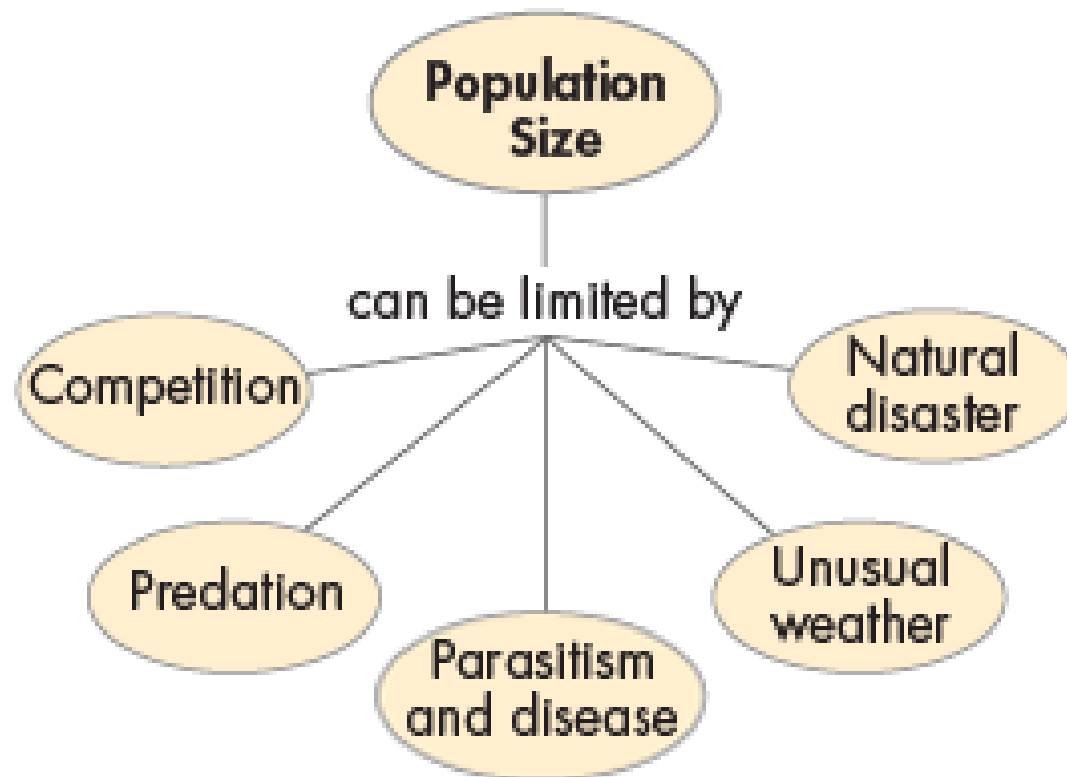 Population
Size
can be limited by
Competition
Natural
disaster
Predation
Unusual
weather
Parasitism
and disease